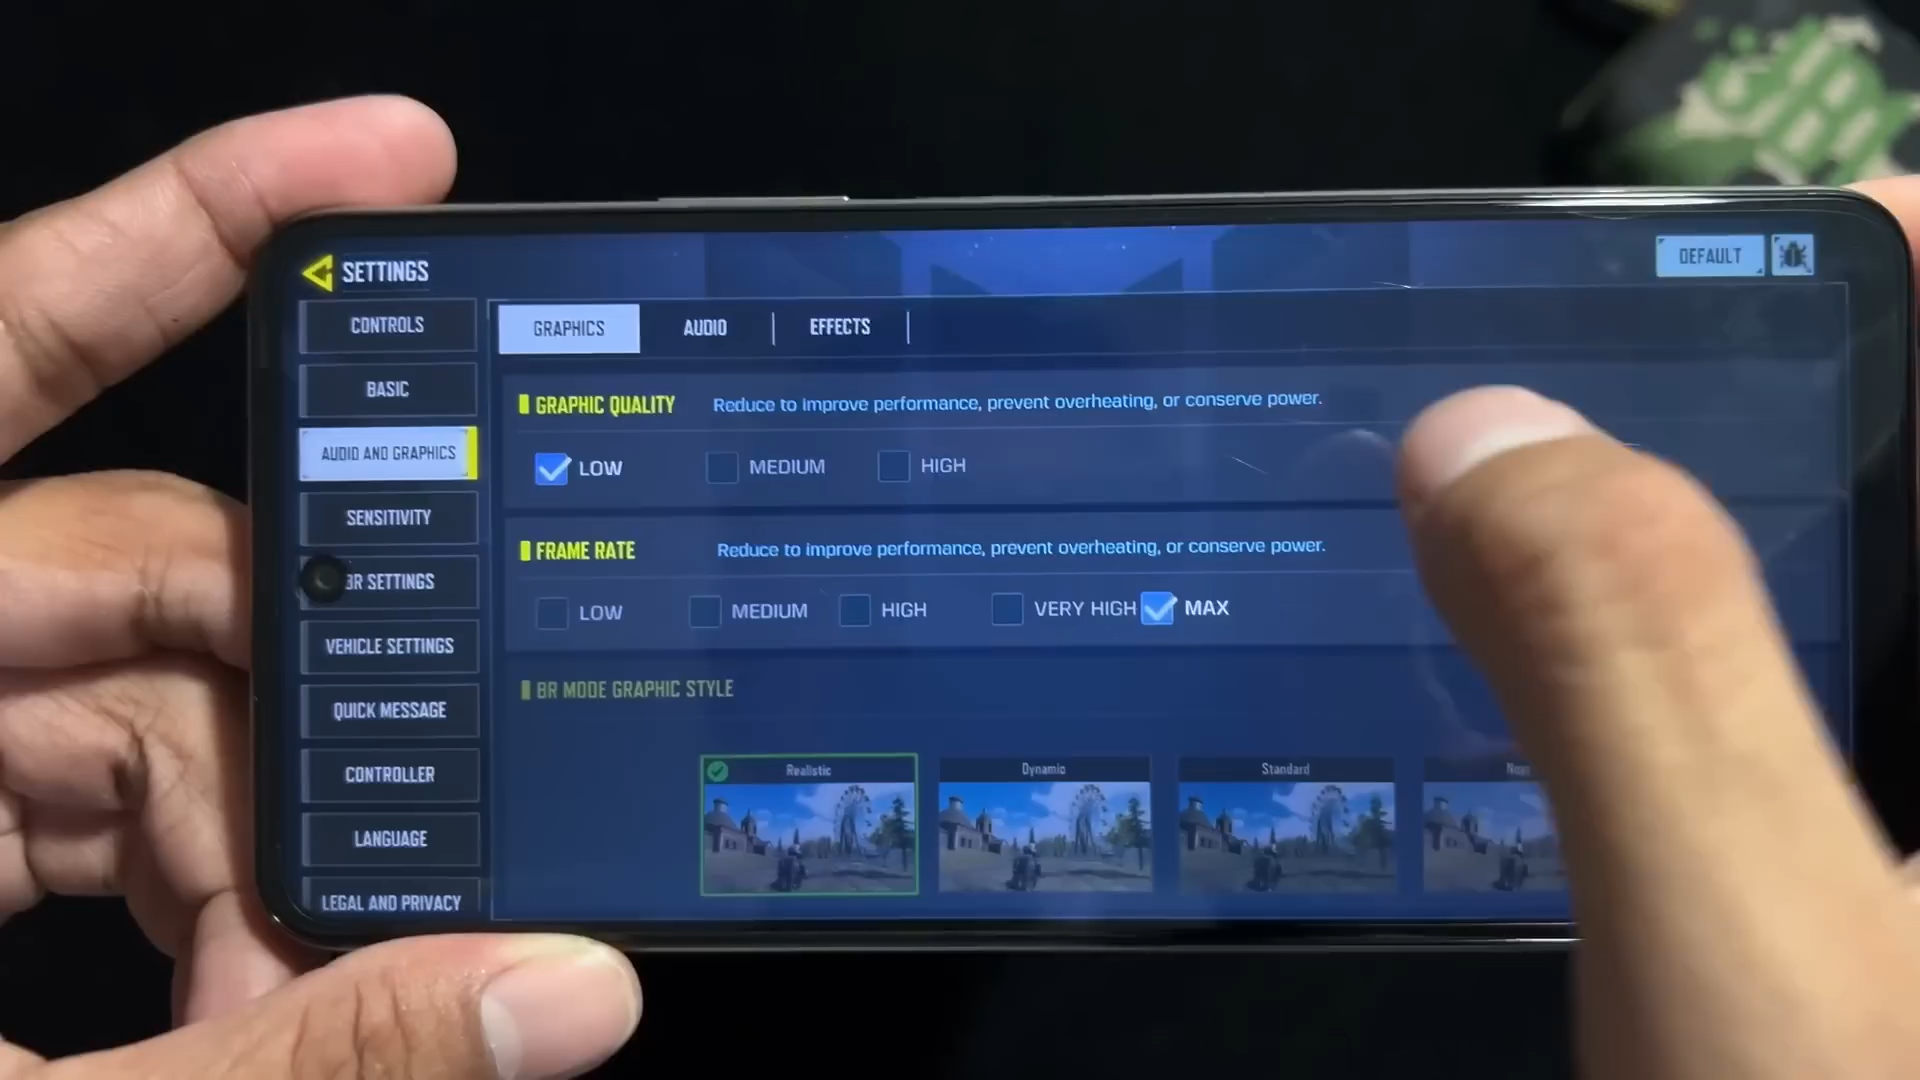 SETTINGS
DEFAULT
CONTROLS
BASIC
AUDIO AND GRAPHICS
SENSITIVITY
BR SETTINGS
VEHICLE SETTINGS
QUICK MESSAGE
CONTROLLER
LANGUAGE
LEGAL AND PRIVACY
GRAPHICS
AUDIO
EFFECTS
GRAPHIC QUALITY
Reduce to improve performance, prevent overheating, or conserve power.
LOW
MEDIUM
HIGH
FRAME RATE
Reduce to improve performance, prevent overheating, or conserve power.
LOW
MEDIUM
HIGH
VERY HIGH
MAX
BR MODE GRAPHIC STYLE
Realistic
Dynamic
Standard